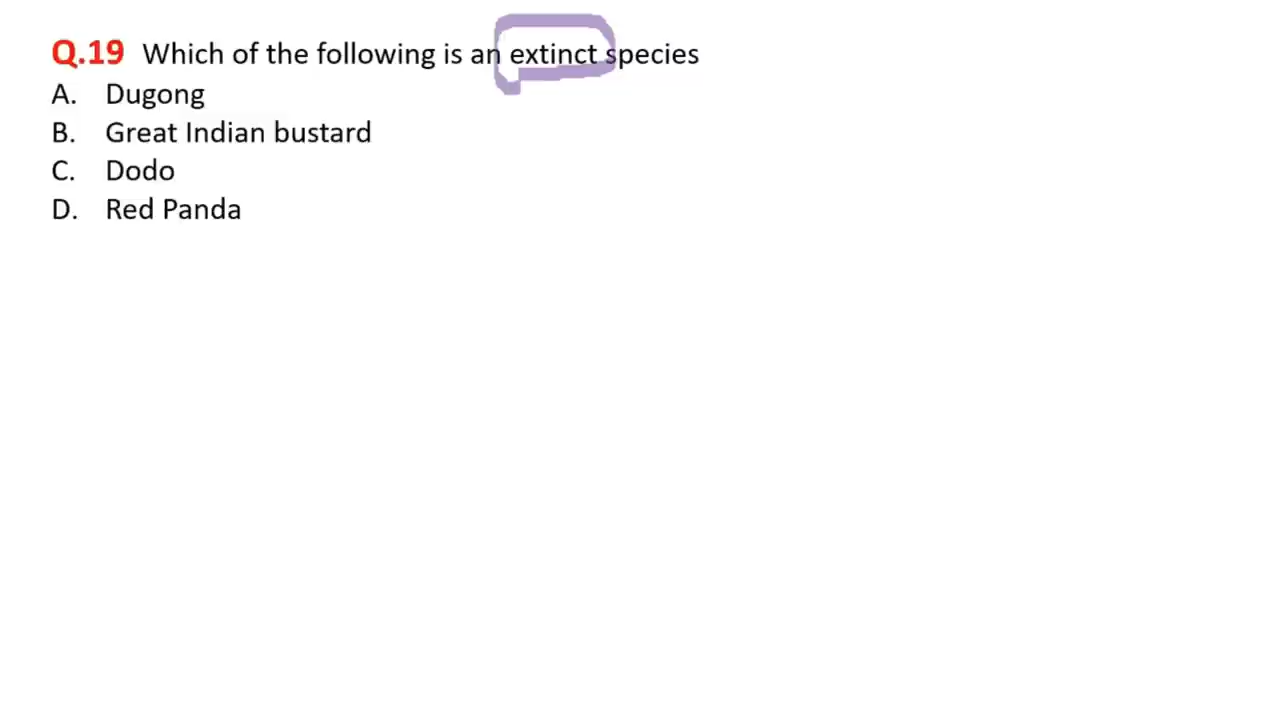 Q.19 Which of the following is an extinct species
A. Dugong
B. Great Indian bustard
C. Dodo
D. Red Panda